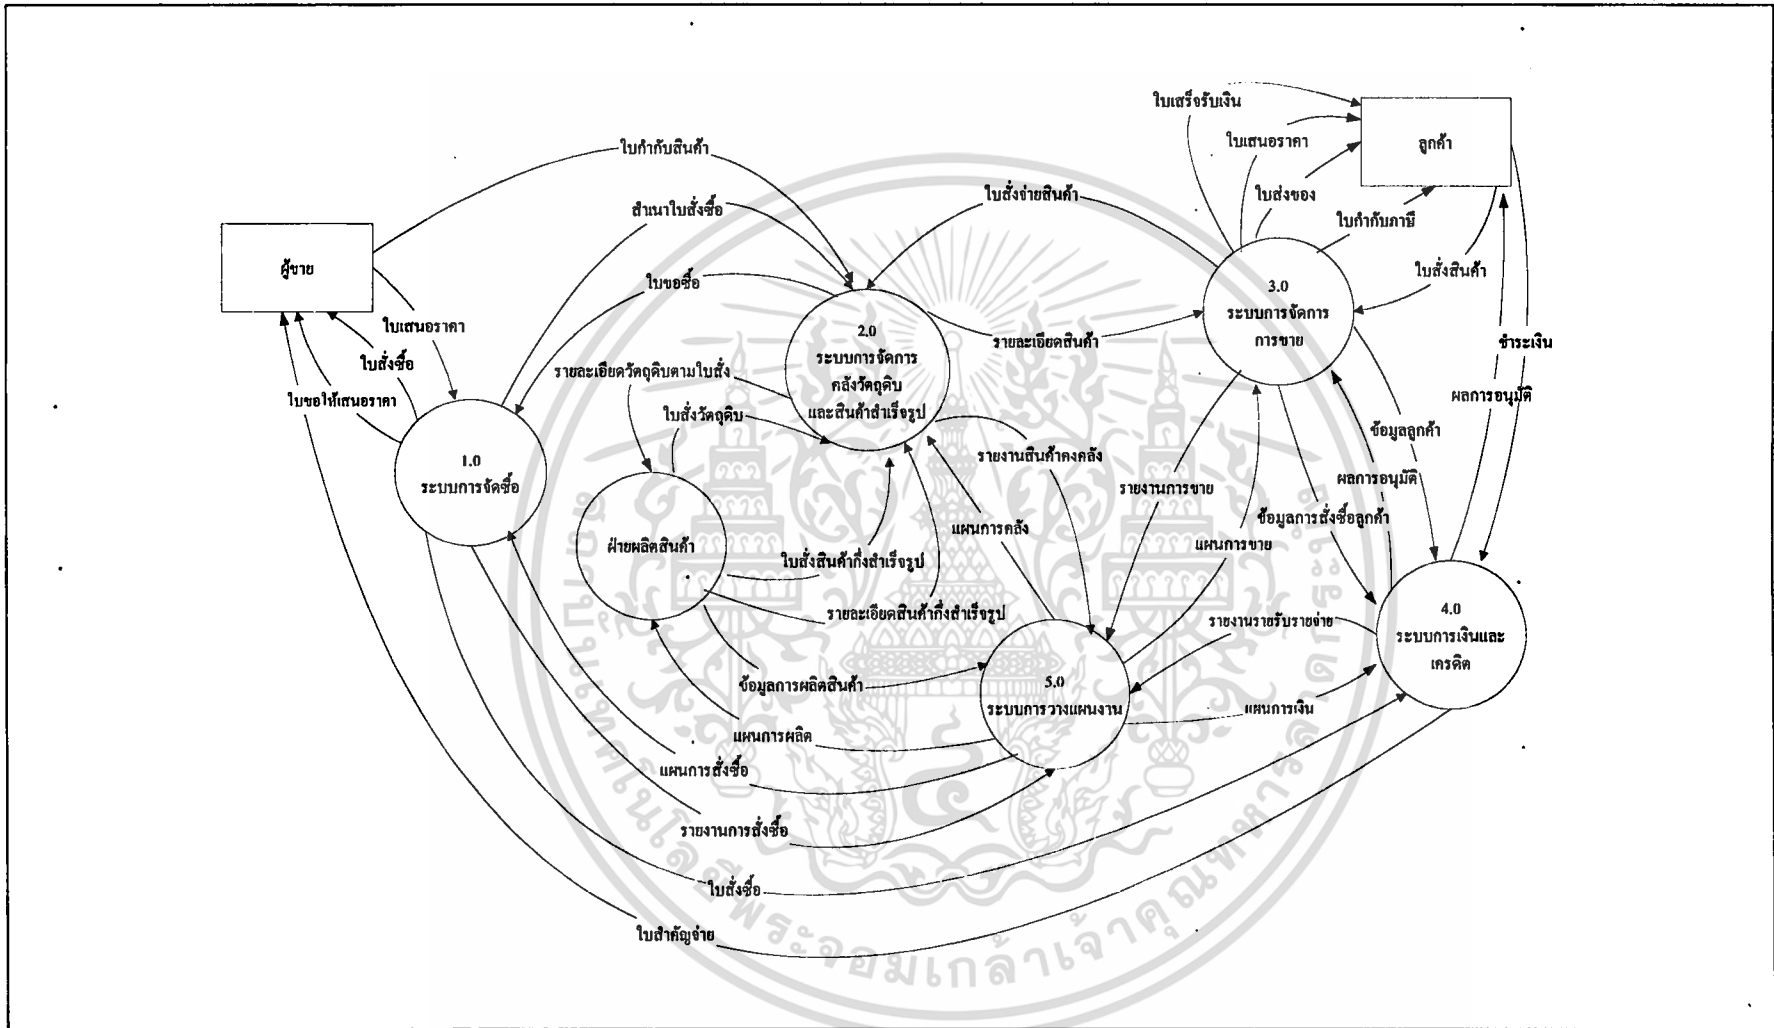 ใบเสร็จรับเงิน
ใบเสนอราคา
ลูกค้า
ใบกำกับสินค้า
ใบสั่งจ่ายสินค้า
ใบส่งของ
สำเนาใบสั่งซื้อ
ใบกำกับภาษี
ผู้ขาย
ใบสั่งสินค้า
ใบขอซื้อ
3.0
ระบบการจัดการ
การขาย
ใบเสนอราคา
2.0
ระบบการจัดการ
คลังวัตถุดิบ
และสินค้าสำเร็จรูป
รายละเอียดสินค้า
ชำระเงิน
ใบสั่งซื้อ
รายละเอียดวัตถุดิบตามใบสั่ง
ผลการอนุมัติ
ใบขอให้เสนอราคา
ใบสั่งวัตถุดิบ
ข้อมูลลูกค้า
1.0
ระบบการจัดซื้อ
รายงานสินค้าคงคลัง
รายงานการขาย
ผลการอนุมัติ
ข้อมูลการสั่งซื้อลูกค้า
แผนการคลัง
แผนการขาย
ฝ่ายผลิตสินค้า
ใบสั่งสินค้ากึ่งสำเร็จรูป
รายละเอียดสินค้ากึ่งสำเร็จรูป
รายงานรายรับรายจ่าย
4.0
ระบบการเงินและ
เครดิต
ข้อมูลการผลิตสินค้า
5.0
ระบบการวางแผนงาน
แผนการเงิน
แผนการผลิต
แผนการสั่งซื้อ
รายงานการสั่งซื้อ
ใบสั่งซื้อ
ใบสำคัญจ่าย